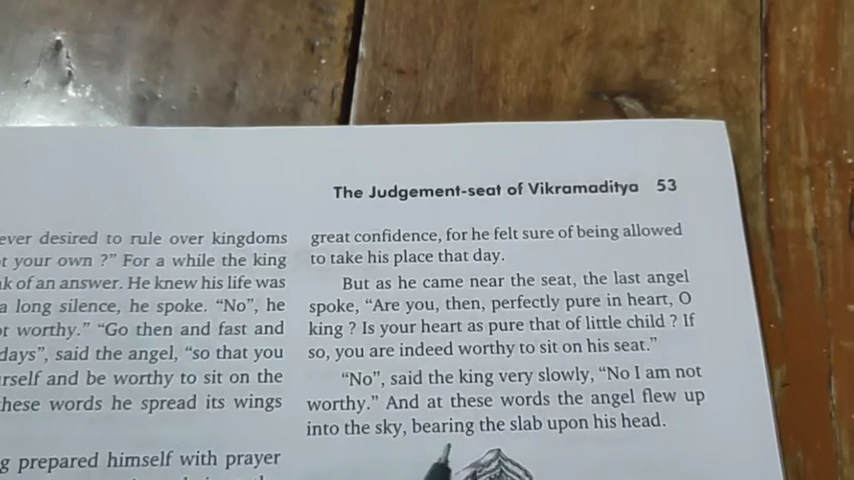 The Judgement-seat of Vikramaditya 53
ever desired to rule over kingdoms
your own ?” For a while the king
of an answer. He knew his life was
a long silence, he spoke. “No”, he
worthy.” “Go then and fast and
days”, said the angel, “so that you
and be worthy to sit on the
these words he spread its wings
prepared himself with prayer
great confidence, for he felt sure of being allowed
to take his place that day.
But as he came near the seat, the last angel
spoke, “Are you, then, perfectly pure in heart, O
king ? Is your heart as pure that of little child ? If
so, you are indeed worthy to sit on his seat.”
“No”, said the king very slowly, “No I am not
worthy.” And at these words the angel flew up
into the sky, bearing the slab upon his head.